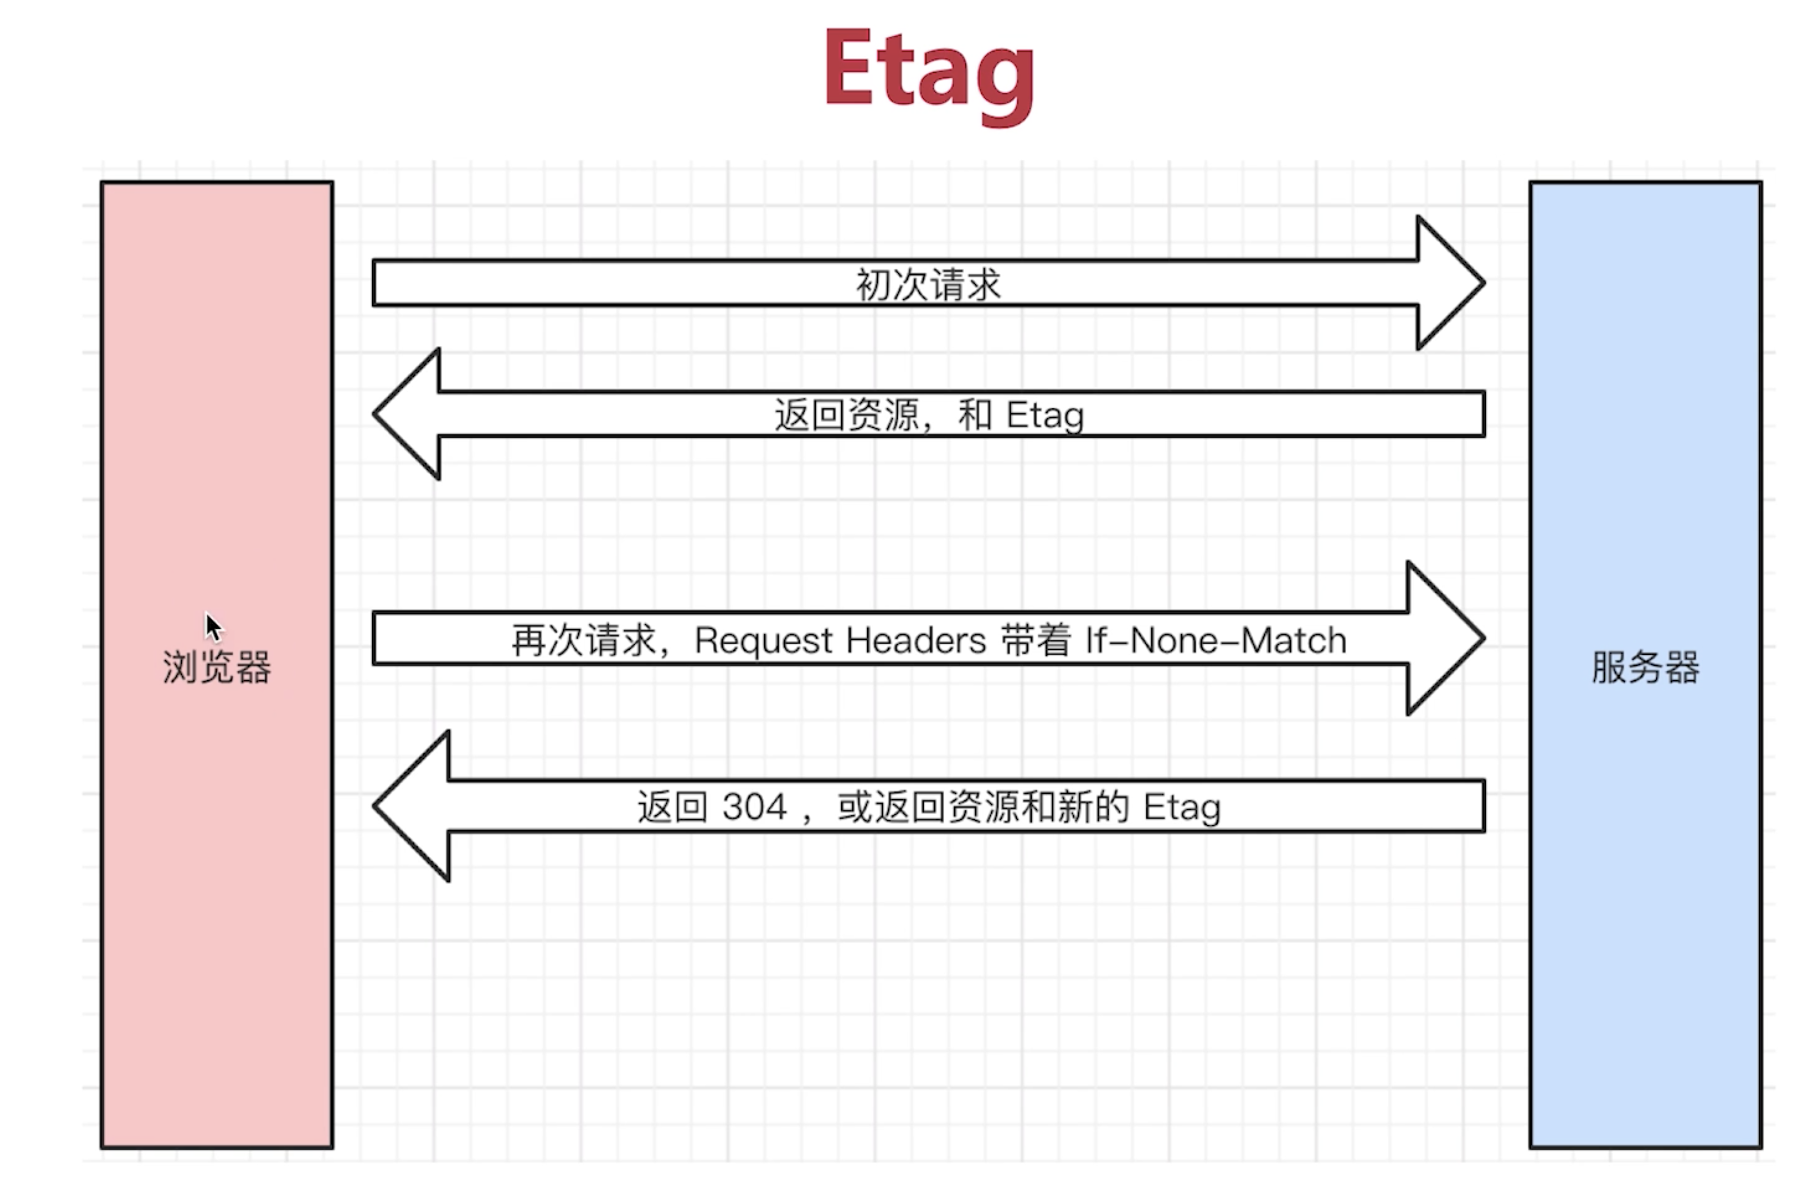 Etag
初次请求
返回资源，和 Etag
再次请求，Request Headers 带着 If-None-Match
浏览器
服务器
返回 304 ，或返回资源和新的 Etag